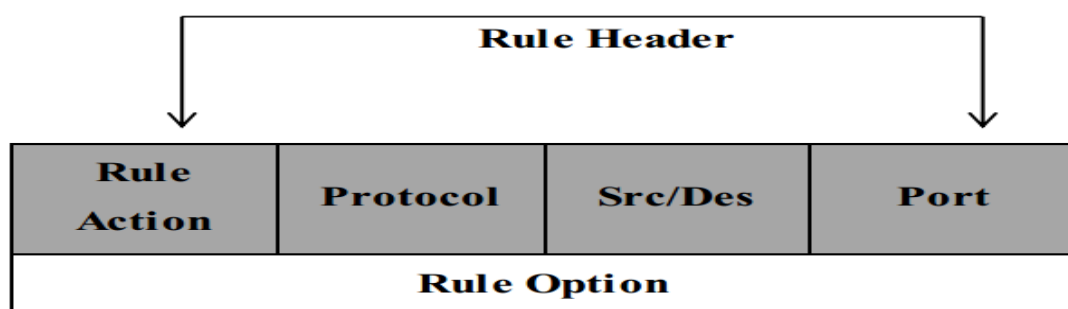 Rule Header
Rule
Action
Protocol
Src/Des
Port
Rule Option